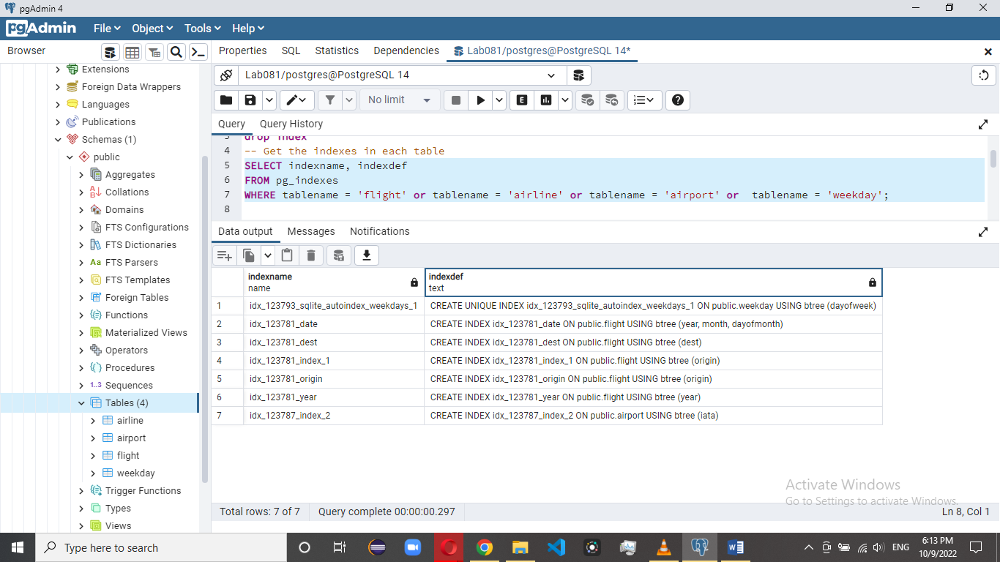 pgAdmin 4
pgAdmin File Object Tools Help
Browser
Properties SQL Statistics Dependencies Lab081/postgres@PostgreSQL 14*
Extensions
Foreign Data Wrappers
Languages
Publications
Schemas (1)
public
Aggregates
Collations
Domains
FTS Configurations
FTS Dictionaries
Aa FTS Parsers
FTS Templates
Foreign Tables
Functions
Materialized Views
Operators
Procedures
1..3 Sequences
Tables (4)
airline
airport
flight
weekday
Trigger Functions
Types
Views
Lab081/postgres@PostgreSQL 14
No limit
E
Query Query History
3 drop index
4 -- Get the indexes in each table
5 SELECT indexname, indexdef
6 FROM pg_indexes
7 WHERE tablename = 'flight' or tablename = 'airline' or tablename = 'airport' or  tablename = 'weekday';
8
Data output Messages Notifications
indexname indexdef
name text
1 idx_123793_sqlite_autoindex_weekdays_1 CREATE UNIQUE INDEX idx_123793_sqlite_autoindex_weekdays_1 ON public.weekday USING btree (dayofweek)
2 idx_123781_date CREATE INDEX idx_123781_date ON public.flight USING btree (year, month, dayofmonth)
3 idx_123781_dest CREATE INDEX idx_123781_dest ON public.flight USING btree (dest)
4 idx_123781_index_1 CREATE INDEX idx_123781_index_1 ON public.flight USING btree (origin)
5 idx_123781_origin CREATE INDEX idx_123781_origin ON public.flight USING btree (origin)
6 idx_123781_year CREATE INDEX idx_123781_year ON public.flight USING btree (year)
7 idx_123787_index_2 CREATE INDEX idx_123787_index_2 ON public.airport USING btree (iata)
Activate Windows
Go to Settings to activate Windows.
Total rows: 7 of 7 Query complete 00:00:00.297 Ln 8, Col 1
Type here to search
ENG
6:13 PM
10/9/2022